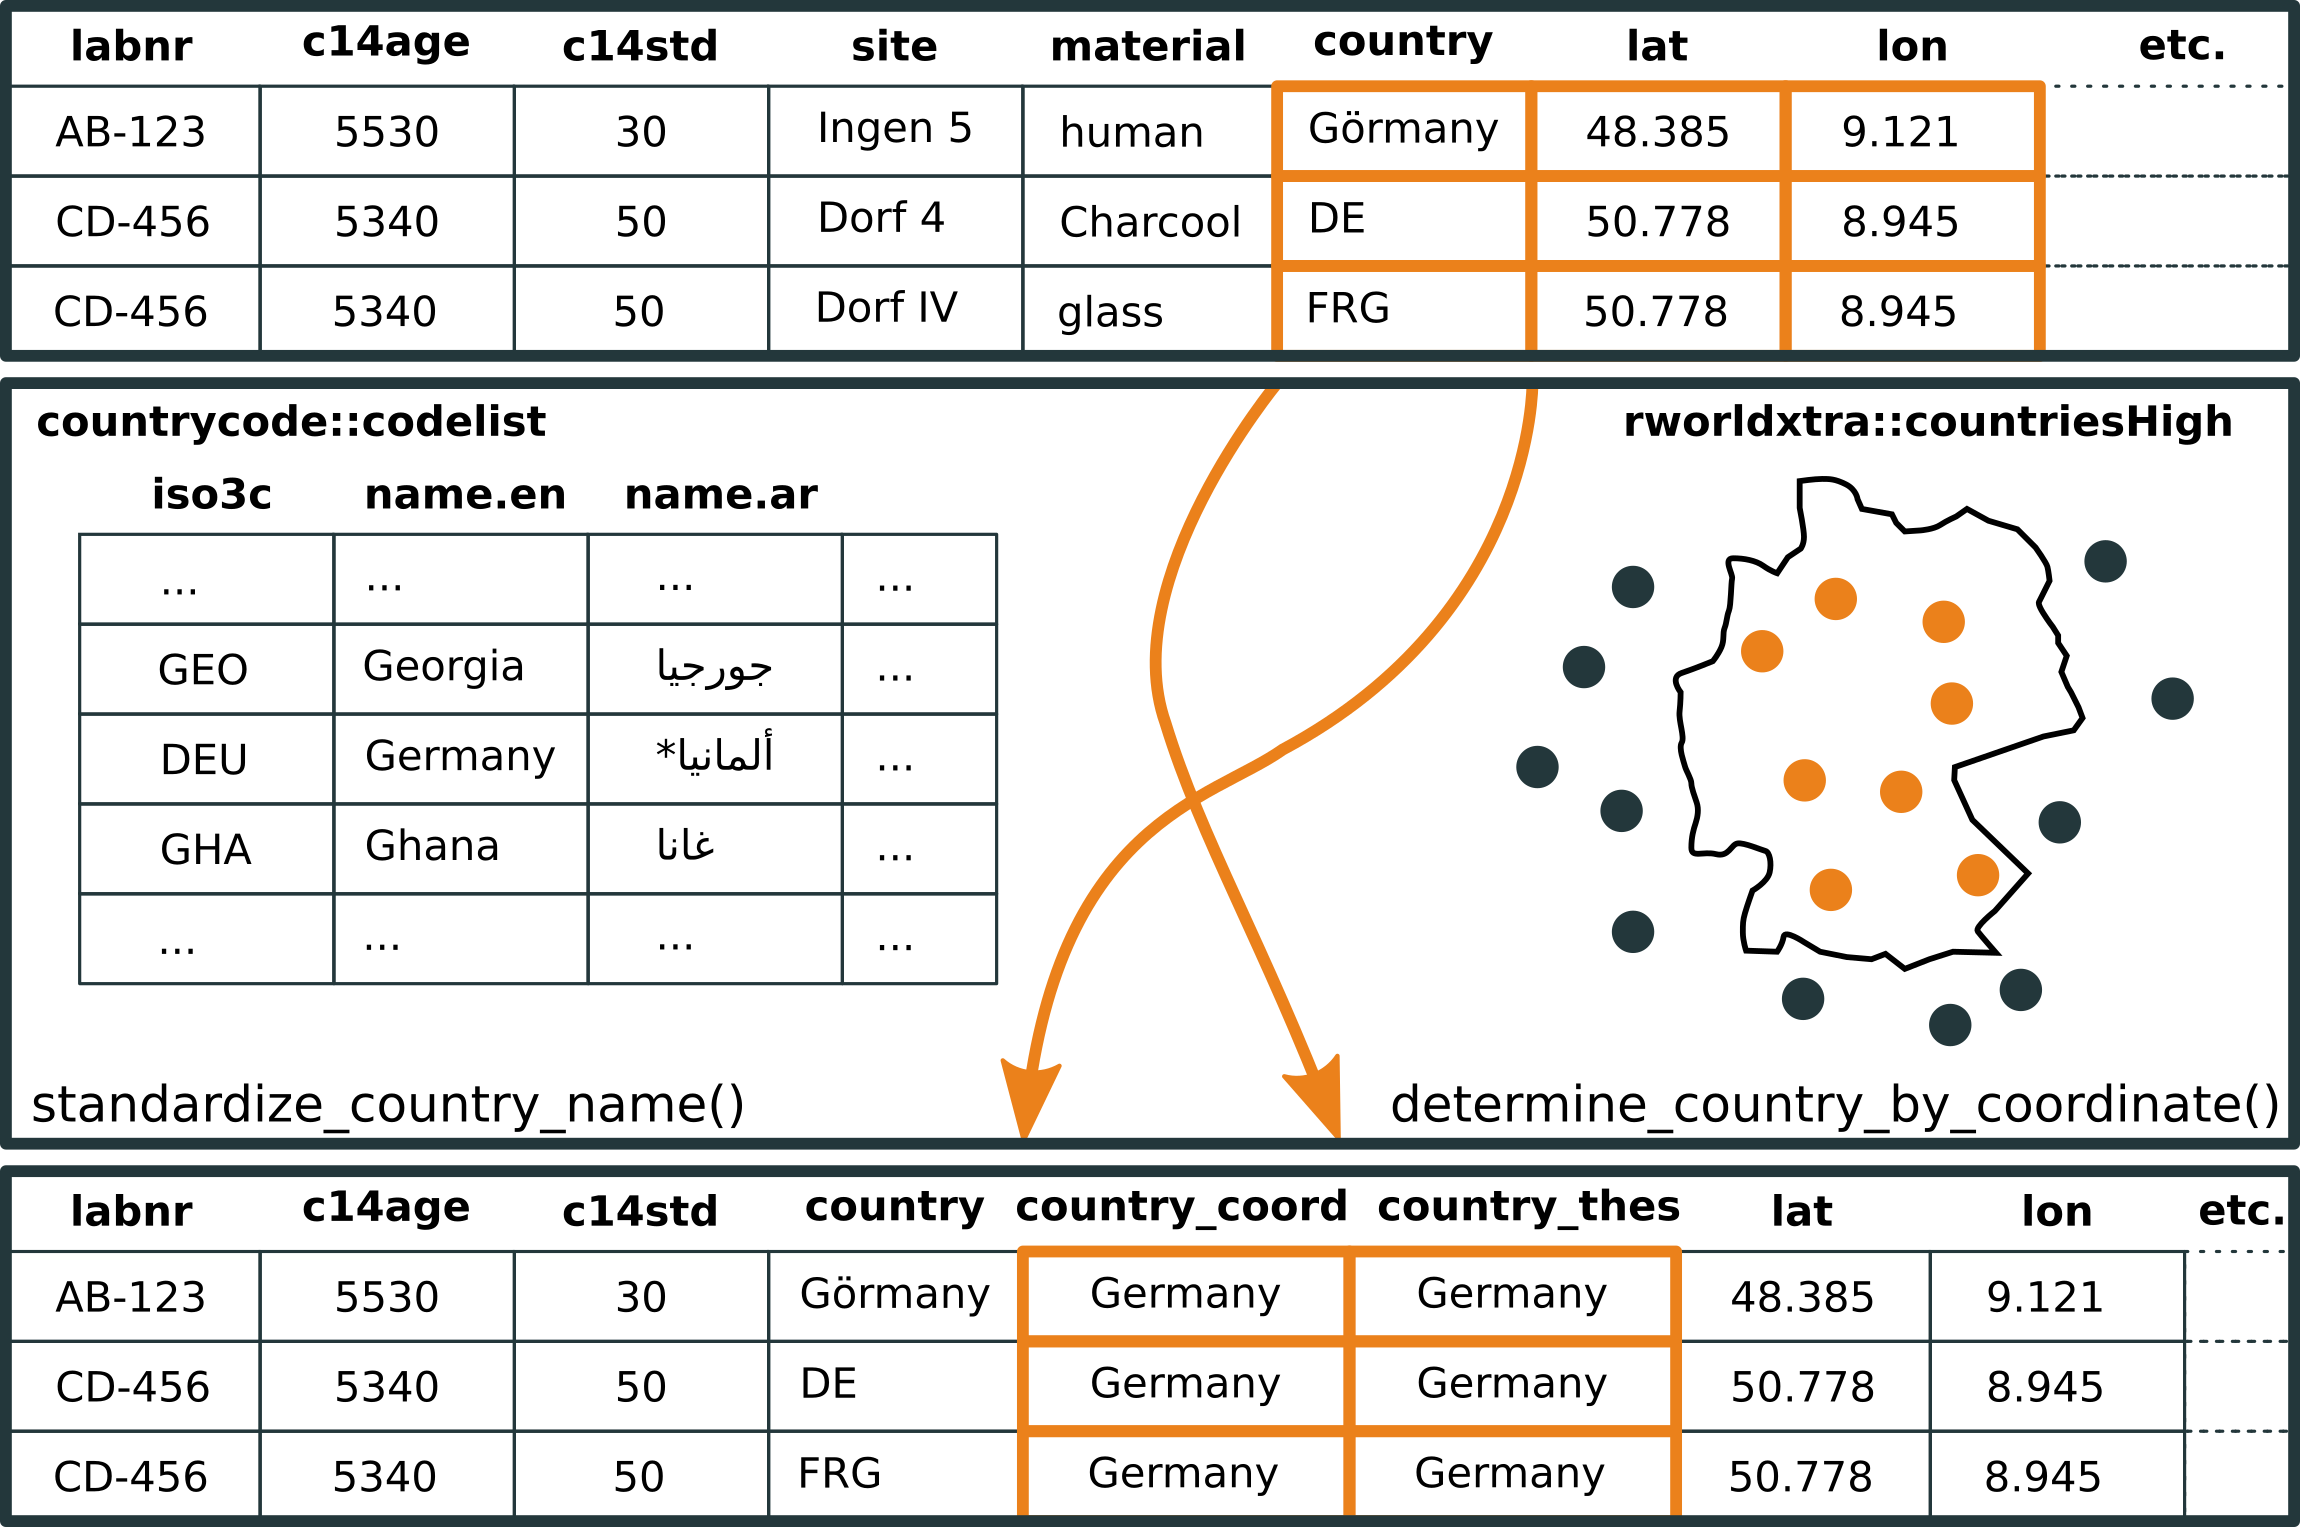 labnr c14age c14std site material country lat lon etc.
AB-123 5530 30 Ingen 5 human Görmany 48.385 9.121
CD-456 5340 50 Dorf 4 Charcool DE 50.778 8.945
CD-456 5340 50 Dorf IV glass FRG 50.778 8.945
countrycode::codelist
rworldxtra::countriesHigh
iso3c name.en name.ar
... ... ... ...
GEO Georgia جورجيا ...
DEU Germany ألمانيا* ...
GHA Ghana غانا ...
... ... ... ...
standardize_country_name()
determine_country_by_coordinate()
labnr c14age c14std country country_coord country_thes lat lon etc.
AB-123 5530 30 Görmany Germany Germany 48.385 9.121
CD-456 5340 50 DE Germany Germany 50.778 8.945
CD-456 5340 50 FRG Germany Germany 50.778 8.945